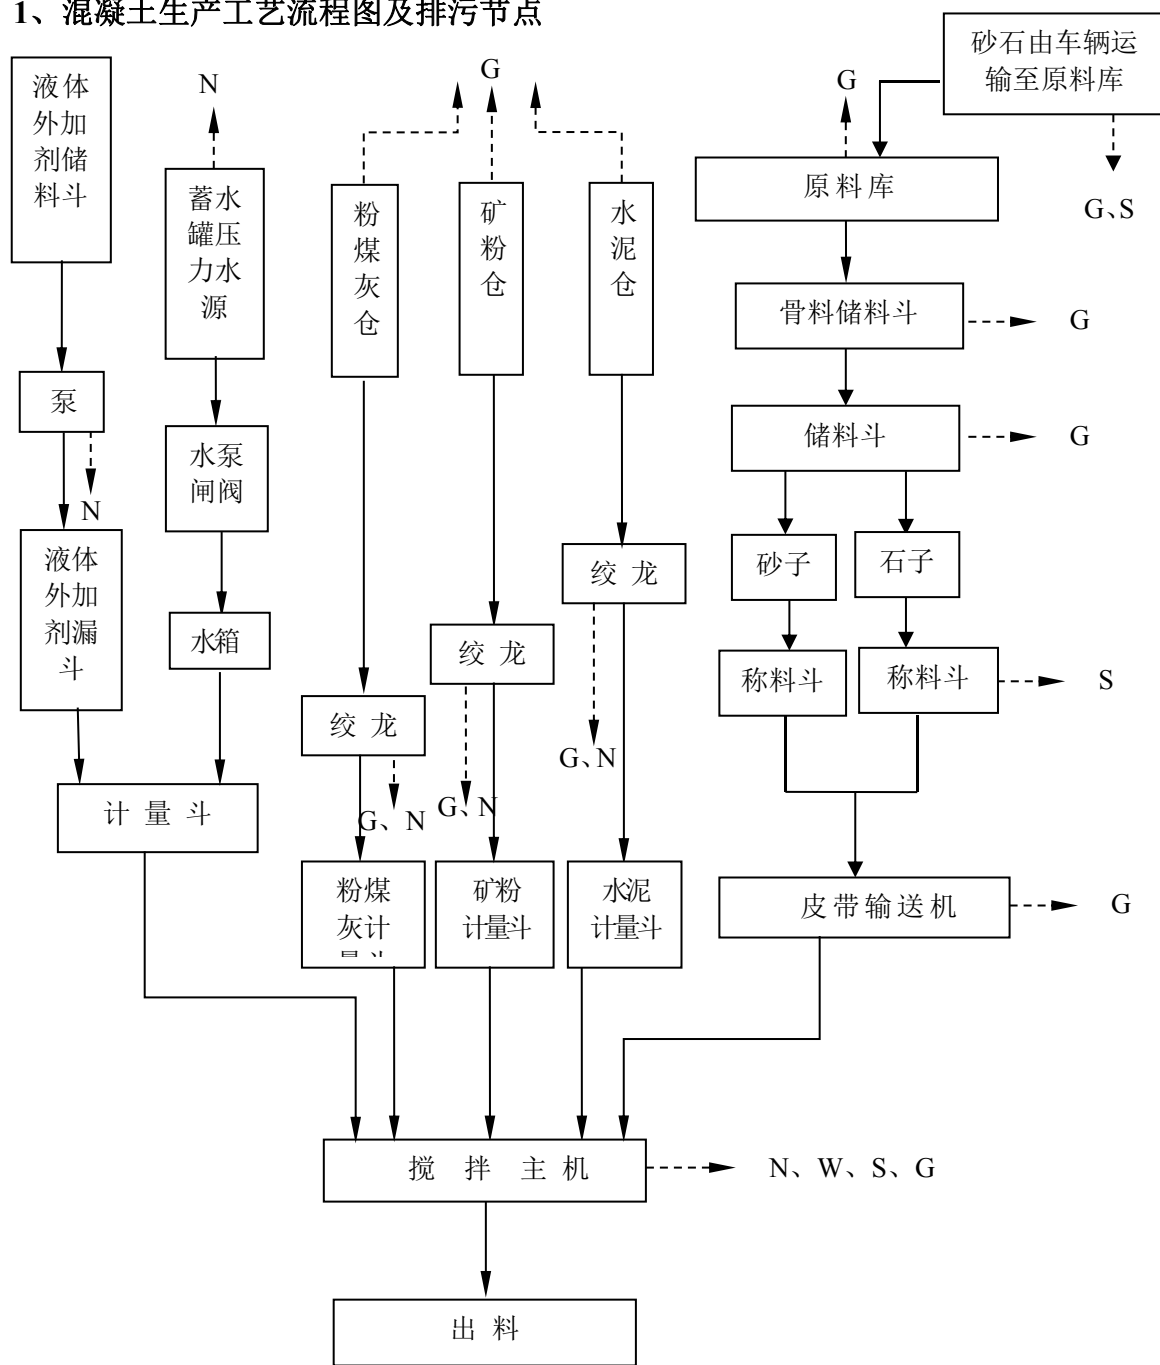 1、混凝土生产工艺流程图及排污节点
砂石由车辆运
输至原料库
液体
外加
剂储
料斗
N
G
G
原料库
G、S
蓄水
罐压
力水
源
粉
煤
灰
仓
矿
粉
仓
水
泥
仓
骨料储料斗
G
泵
N
储料斗
G
水泵
闸阀
液体
外加
剂漏
斗
砂子
石子
绞 龙
水箱
绞 龙
称料斗
称料斗
S
绞 龙
G、N
G、N
G、N
计 量 斗
粉煤
灰计
矿粉
计量斗
水泥
计量斗
皮带输送机
G
搅 拌 主 机
N、W、S、G
出 料